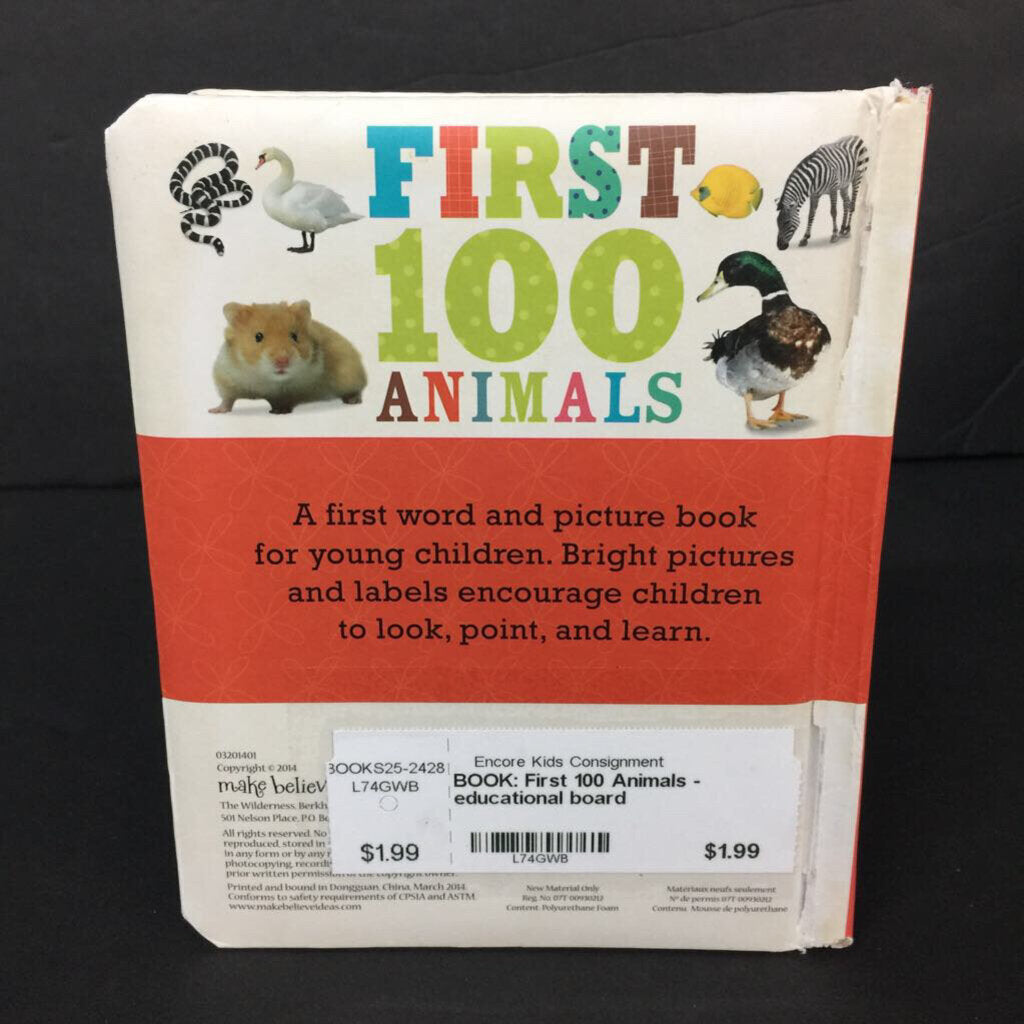 FIRST
100
ANIMALS
A first word and picture book
for young children. Bright pictures
and labels encourage children
to look, point, and learn.
03201401
Copyright © 2014
make believ
The Wilderness, Berkh
501 Nelson Place, P.O. Bo
All rights reserved. No
reproduced, stored in
in any form or by any
photocopying, recordi
prior written permission of the copyright owner.
Printed and bound in Dongguan, China, March 2014.
Conforms to safety requirements of CPSIA and ASTM
www.makebelieveideas.com
BOOKS25-2428
L74GWB
$1.99
Encore Kids Consignment
BOOK: First 100 Animals -
educational board
L74GWB
$1.99
New Material Only
Reg. No. 07T-00930212
Content: Polyurethane Foam
Matériaux neufs seulement
N° de permis 07T-00930212
Contenu: Mousse de polyurethane